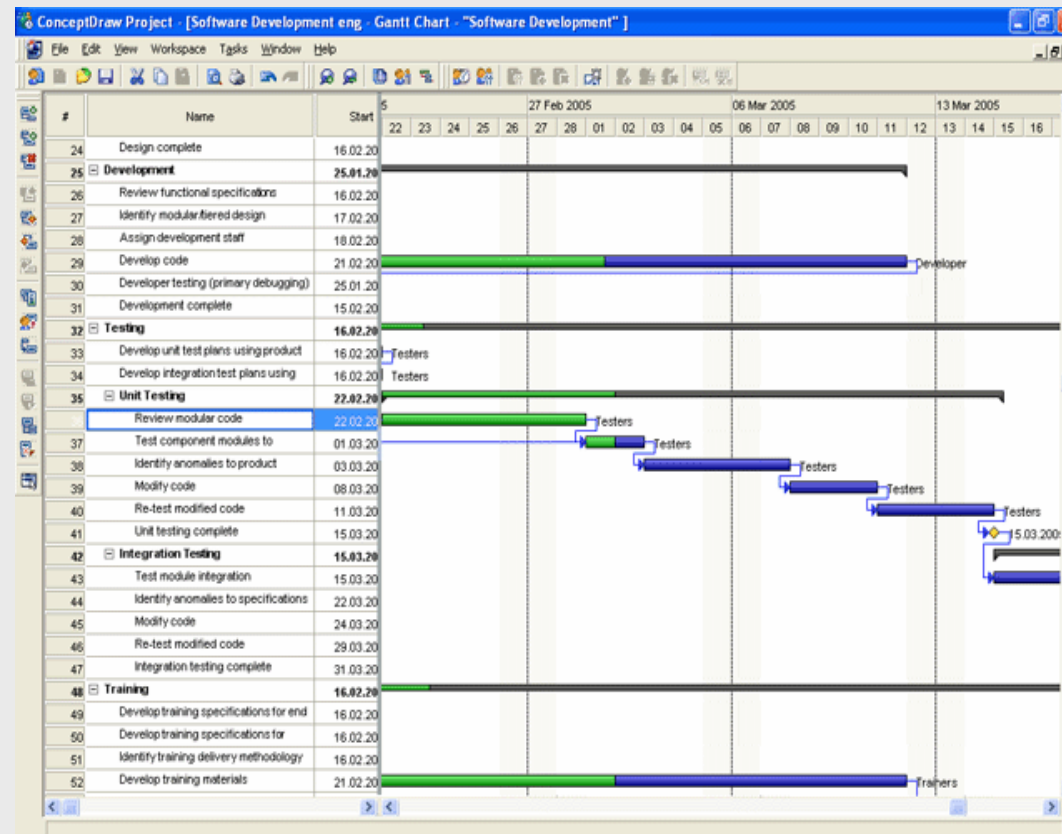 ConceptDraw Project - [Software Development eng - Gantt Chart - "Software Development" ]
File Edit View Workspace Tasks Window Help
# Name Start 5 27 Feb 2005 06 Mar 2005 13 Mar 2005
22 23 24 25 26 27 28 01 02 03 04 05 06 07 08 09 10 11 12 13 14 15 16
24 Design complete 16.02.20
25 Development 25.01.20
26 Review functional specifications 16.02.20
27 Identify modular/tiered design 17.02.20
28 Assign development staff 18.02.20
29 Develop code 21.02.20 Developer
30 Developer testing (primary debugging) 25.01.20
31 Development complete 15.02.20
32 Testing 16.02.20
33 Develop unit test plans using product 16.02.20 Testers
34 Develop integration test plans using 16.02.20 Testers
35 Unit Testing 22.02.20
Review modular code 22.02.20 Testers
37 Test component modules to 01.03.20 Testers
38 Identify anomalies to product 03.03.20 Testers
39 Modify code 08.03.20 Testers
40 Re-test modified code 11.03.20 Testers
41 Unit testing complete 15.03.20 15.03.200
42 Integration Testing 15.03.20
43 Test module integration 15.03.20
44 Identify anomalies to specifications 22.03.20
45 Modify code 24.03.20
46 Re-test modified code 29.03.20
47 Integration testing complete 31.03.20
48 Training 16.02.20
49 Develop training specifications for end 16.02.20
50 Develop training specifications for 16.02.20
51 Identify training delivery methodology 16.02.20
52 Develop training materials 21.02.20 Trainers